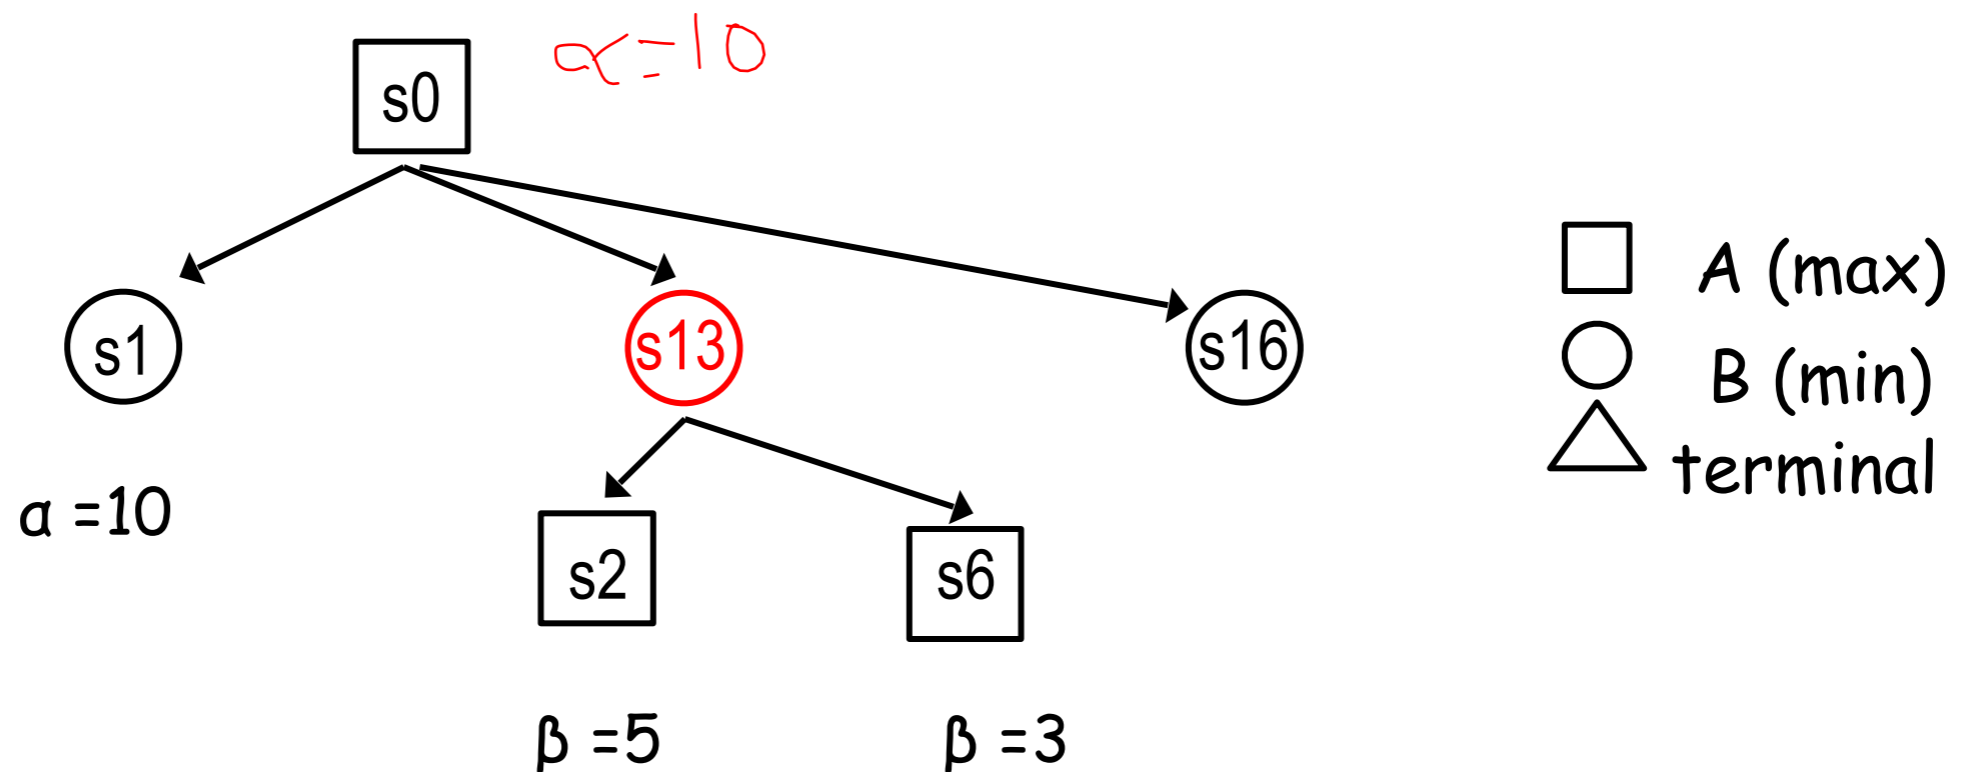 s0
α=10
s1
s13
s16
A (max)
B (min)
terminal
α =10
s2
s6
β =5
β =3